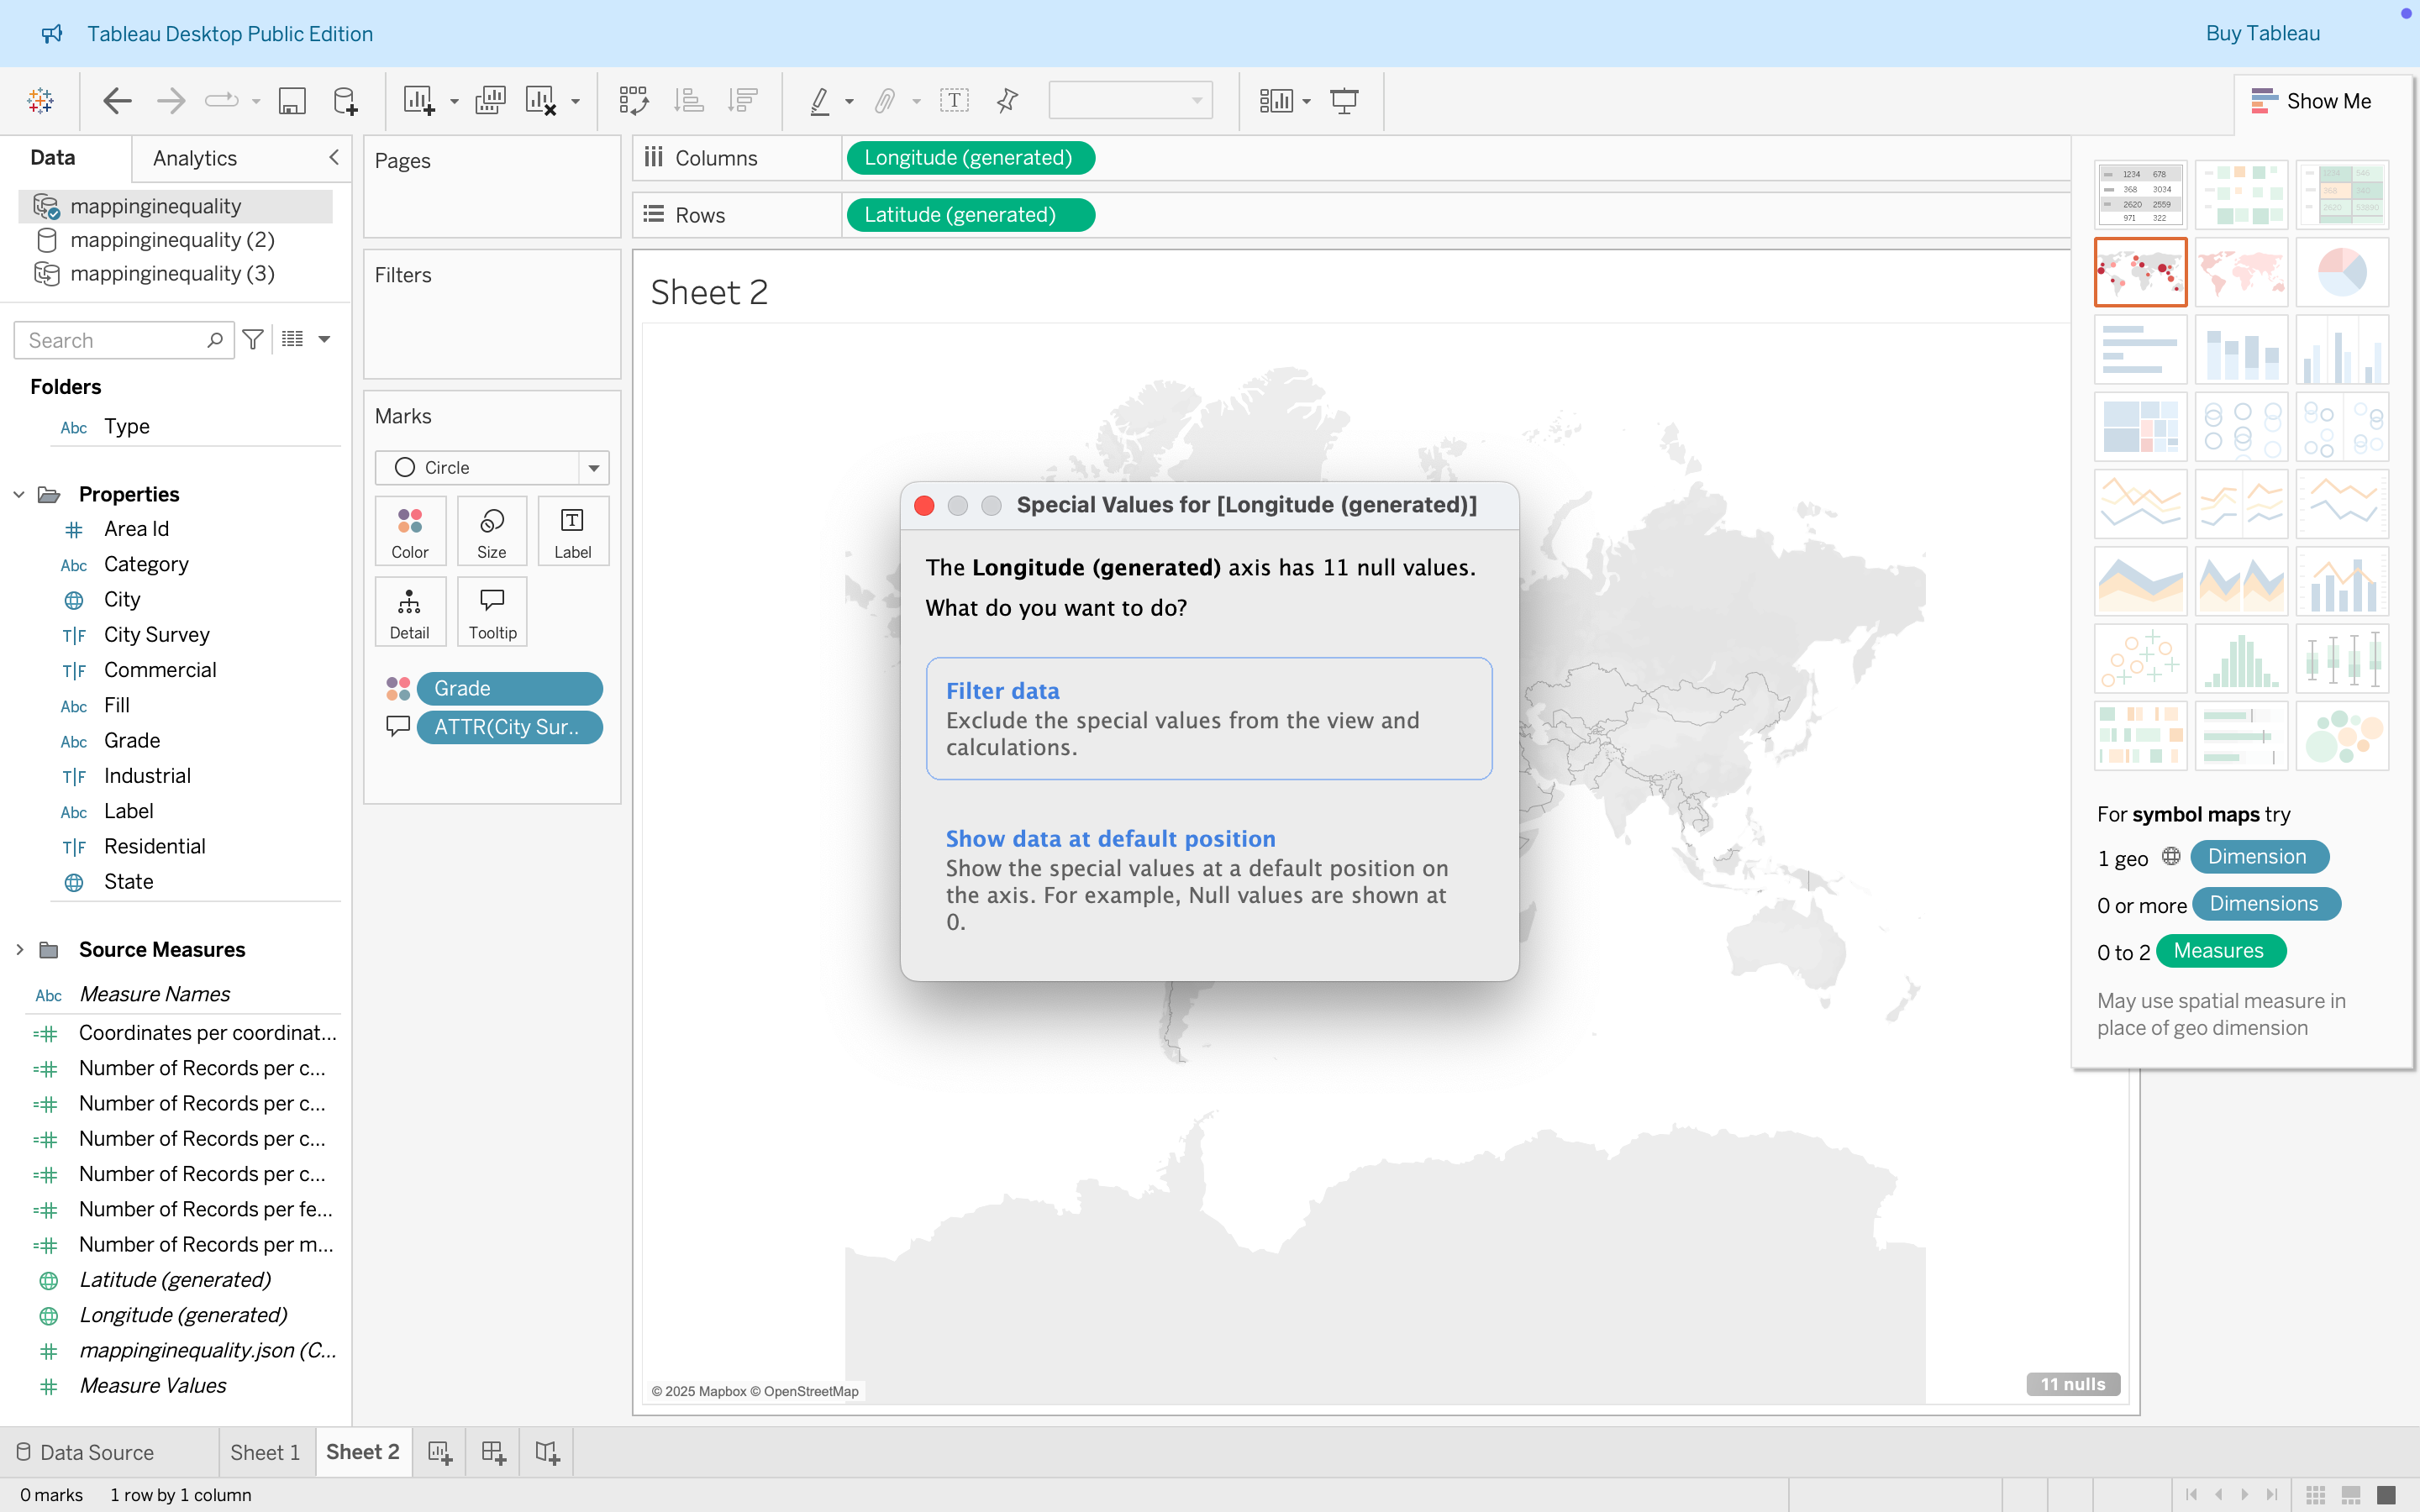 Tableau Desktop Public Edition
Buy Tableau
Show Me
Data
Analytics
mappinginequality
mappinginequality (2)
mappinginequality (3)
Search
Folders
Abc Type
Properties
Area Id
Abc Category
City
T|F City Survey
T|F Commercial
Abc Fill
Abc Grade
T|F Industrial
Abc Label
T|F Residential
State
Source Measures
Abc Measure Names
Coordinates per coordinat...
Number of Records per c...
Number of Records per c...
Number of Records per c...
Number of Records per c...
Number of Records per fe...
Number of Records per m...
Latitude (generated)
Longitude (generated)
mappinginequality.json (C...
Measure Values
Pages
Filters
Marks
Circle
Color
Size
Label
Detail
Tooltip
Grade
ATTR(City Sur..
Columns
Longitude (generated)
Rows
Latitude (generated)
Sheet 2
Special Values for [Longitude (generated)]
The Longitude (generated) axis has 11 null values.
What do you want to do?
Filter data
Exclude the special values from the view and
calculations.
Show data at default position
Show the special values at a default position on
the axis. For example, Null values are shown at
0.
© 2025 Mapbox © OpenStreetMap
11 nulls
1234 678
368 3034
2620 2559
971 322
For symbol maps try
1 geo Dimension
0 or more Dimensions
0 to 2 Measures
May use spatial measure in
place of geo dimension
Data Source
Sheet 1
Sheet 2
0 marks
1 row by 1 column